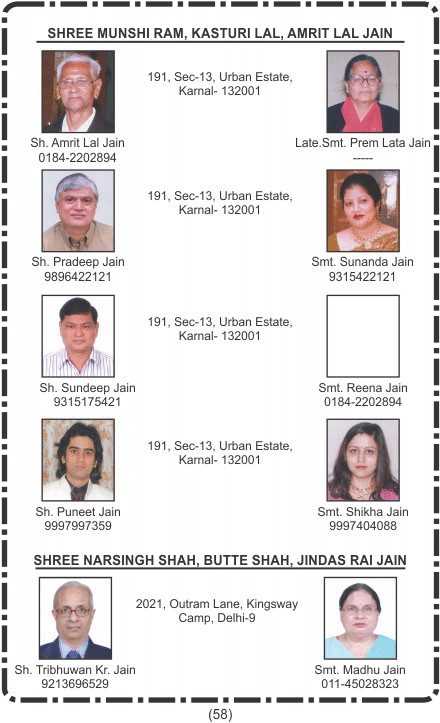 SHREE MUNSHI RAM, KASTURI LAL, AMRIT LAL JAIN
191, Sec-13, Urban Estate,
Karnal- 132001
Sh. Amrit Lal Jain
0184-2202894
Late.Smt. Prem Lata Jain
-----
191, Sec-13, Urban Estate,
Karnal- 132001
Sh. Pradeep Jain
9896422121
Smt. Sunanda Jain
9315422121
191, Sec-13, Urban Estate,
Karnal- 132001
Sh. Sundeep Jain
9315175421
Smt. Reena Jain
0184-2202894
191, Sec-13, Urban Estate,
Karnal- 132001
Sh. Puneet Jain
9997997359
Smt. Shikha Jain
9997404088
SHREE NARSINGH SHAH, BUTTE SHAH, JINDAS RAI JAIN
2021, Outram Lane, Kingsway
Camp, Delhi-9
Sh. Tribhuwan Kr. Jain
9213696529
Smt. Madhu Jain
011-45028323
(58)